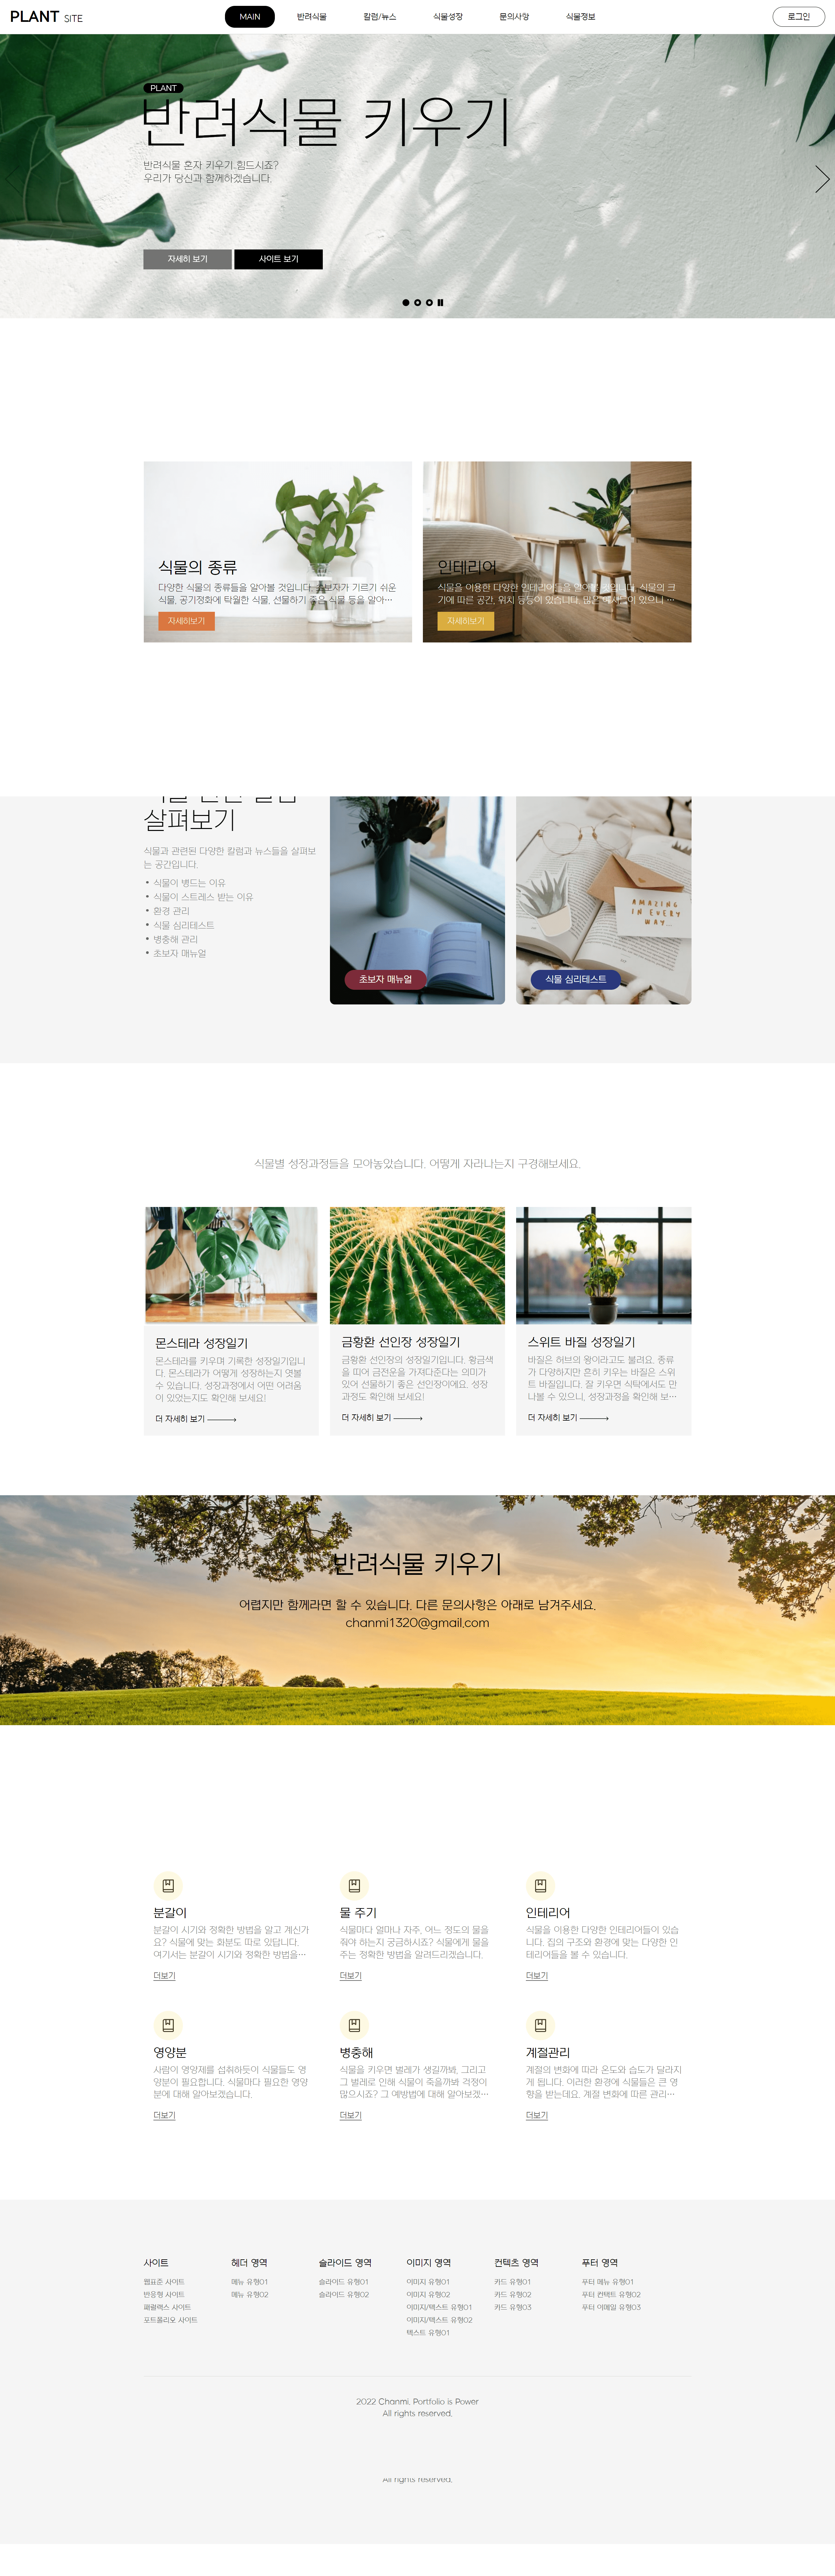 PLANT SITE
MAIN
반려식물
칼럼/뉴스
식물성장
문의사항
식물정보
로그인
PLANT
반려식물 키우기
반려식물 혼자 키우기 힘드시죠?
우리가 당신과 함께하겠습니다.
자세히 보기
사이트 보기
식물의 종류
다양한 식물의 종류들을 알아볼 것입니다. 초보자가 기르기 쉬운
식물, 공기정화에 탁월한 식물, 선물하기 좋은 식물 등을 알아…
자세히보기
인테리어
식물을 이용한 다양한 인테리어들을 알아볼 것입니다. 식물의 크
기에 따른 공간, 위치 등등이 있습니다. 많은 예시들이 있으니…
자세히보기
살펴보기
식물과 관련된 다양한 칼럼과 뉴스들을 살펴보
는 공간입니다.
• 식물이 병드는 이유
• 식물이 스트레스 받는 이유
• 환경 관리
• 식물 심리테스트
• 병충해 관리
• 초보자 매뉴얼
초보자 매뉴얼
AMAZING
IN EVERY
WAY...
식물 심리테스트
식물별 성장과정들을 모아놓았습니다. 어떻게 자라나는지 구경해보세요.
몬스테라 성장일기
몬스테라를 키우며 기록한 성장일기입니
다. 몬스테라가 어떻게 성장하는지 엿볼
수 있습니다. 성장과정에서 어떤 어려움
이 있었는지도 확인해 보세요!
더 자세히 보기
금황환 선인장 성장일기
금황환 선인장의 성장일기입니다. 황금색
을 띠어 금전운을 가져다준다는 의미가
있어 선물하기 좋은 선인장이에요. 성장
과정도 확인해 보세요!
더 자세히 보기
스위트 바질 성장일기
바질은 허브의 왕이라고도 불려요. 종류
가 다양하지만 흔히 키우는 바질은 스위
트 바질입니다. 잘 키우면 식탁에서도 만
나볼 수 있으니, 성장과정을 확인해 보…
더 자세히 보기
반려식물 키우기
어렵지만 함께라면 할 수 있습니다. 다른 문의사항은 아래로 남겨주세요.
chanmi1320@gmail.com
분갈이
분갈이 시기와 정확한 방법을 알고 계신가
요? 식물에 맞는 화분도 따로 있답니다.
여기서는 분갈이 시기와 정확한 방법을…
더보기
물 주기
식물마다 얼마나 자주, 어느 정도의 물을
줘야 하는지 궁금하시죠? 식물에게 물을
주는 정확한 방법을 알려드리겠습니다.
더보기
인테리어
식물을 이용한 다양한 인테리어들이 있습
니다. 집의 구조와 환경에 맞는 다양한 인
테리어들을 볼 수 있습니다.
더보기
영양분
사람이 영양제를 섭취하듯이 식물들도 영
양분이 필요합니다. 식물마다 필요한 영양
분에 대해 알아보겠습니다.
더보기
병충해
식물을 키우면 벌레가 생길까봐, 그리고
그 벌레로 인해 식물이 죽을까봐 걱정이
많으시죠? 그 예방법에 대해 알아보겠…
더보기
계절관리
계절의 변화에 따라 온도와 습도가 달라지
게 됩니다. 이러한 환경에 식물들은 큰 영
향을 받는데요. 계절 변화에 따른 관리…
더보기
사이트
웹표준 사이트
반응형 사이트
패럴랙스 사이트
포트폴리오 사이트
헤더 영역
메뉴 유형01
메뉴 유형02
슬라이드 영역
슬라이드 유형01
슬라이드 유형02
이미지 영역
이미지 유형01
이미지 유형02
이미지/텍스트 유형01
이미지/텍스트 유형02
텍스트 유형01
컨텍츠 영역
카드 유형01
카드 유형02
카드 유형03
푸터 영역
푸터 메뉴 유형01
푸터 컨택트 유형02
푸터 이메일 유형03
2022 Chanmi. Portfolio is Power
All rights reserved.
All rights reserved.